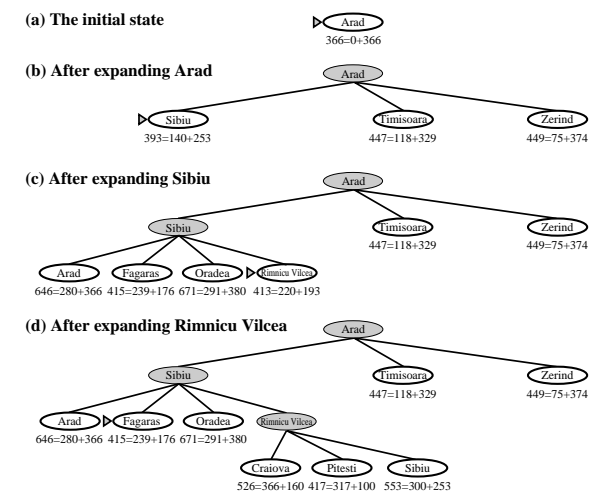 (a) The initial state
Arad
366=0+366
(b) After expanding Arad
Arad
Sibiu Timisoara Zerind
393=140+253 447=118+329 449=75+374
(c) After expanding Sibiu
Arad
Sibiu Timisoara Zerind
447=118+329 449=75+374
Arad Fagaras Oradea Rimnicu Vilcea
646=280+366 415=239+176 671=291+380 413=220+193
(d) After expanding Rimnicu Vilcea
Arad
Sibiu Timisoara Zerind
447=118+329 449=75+374
Arad Fagaras Oradea Rimnicu Vilcea
646=280+366 415=239+176 671=291+380
Craiova Pitesti Sibiu
526=366+160 417=317+100 553=300+253